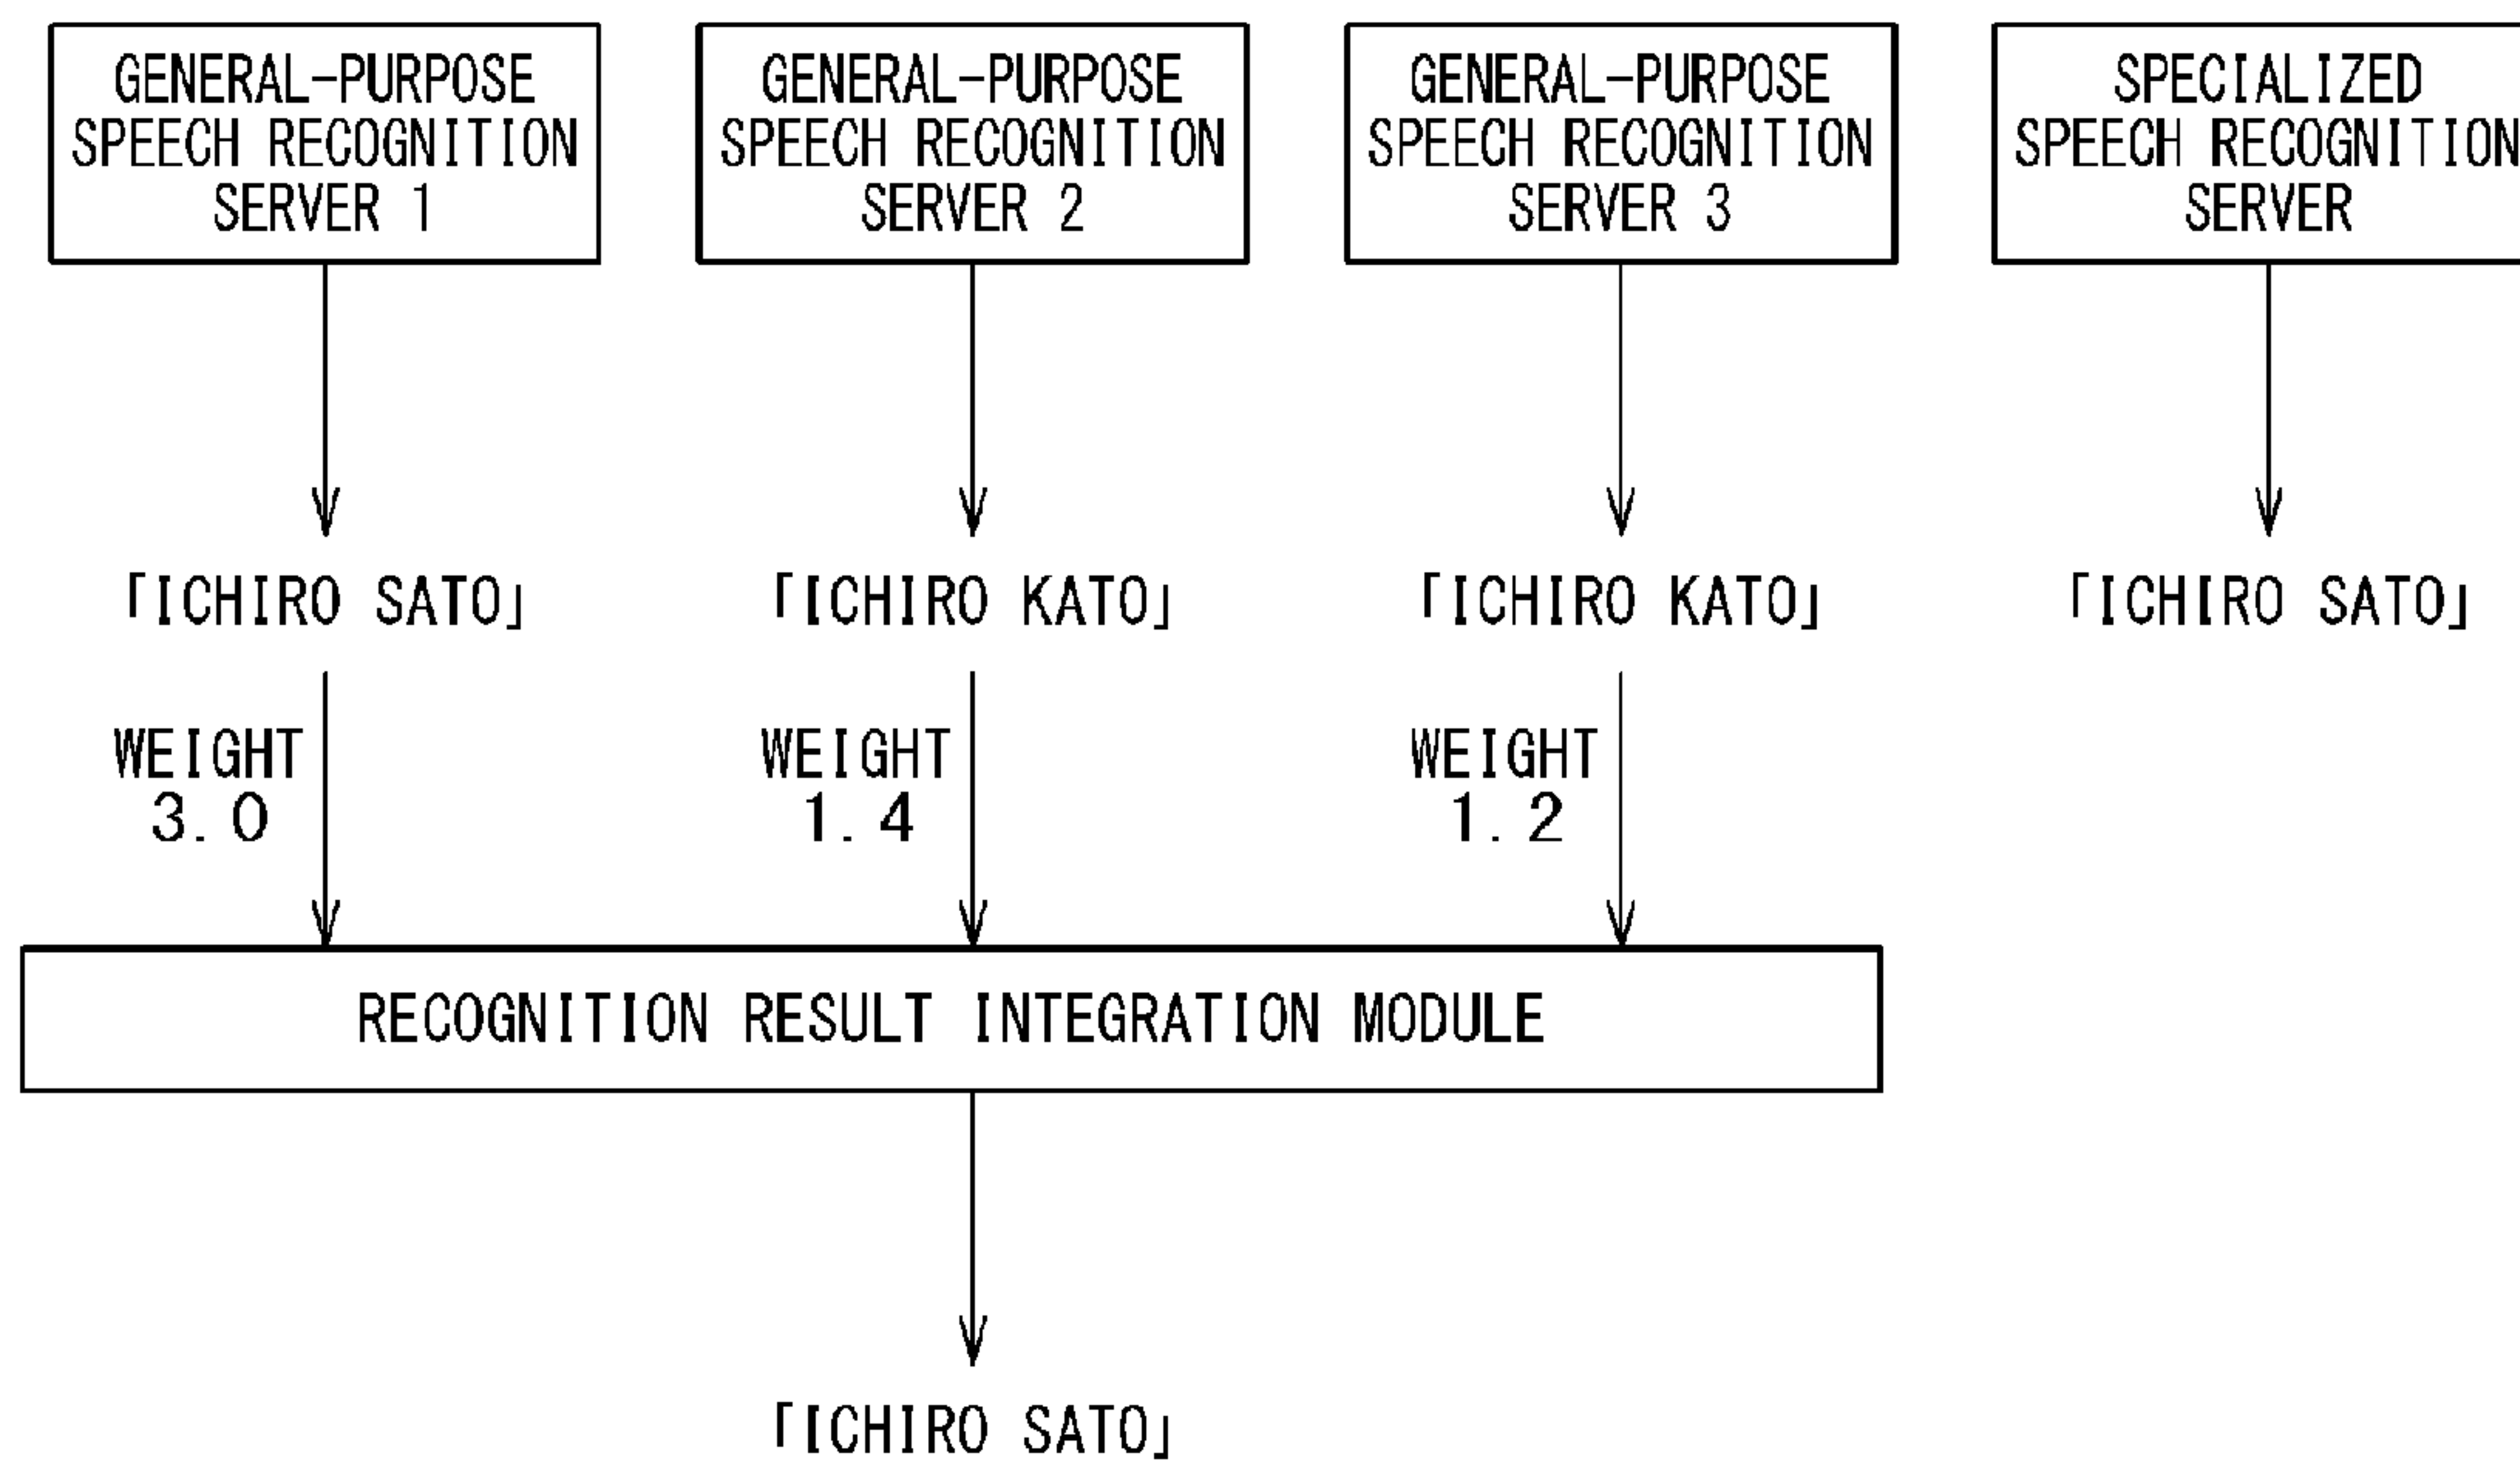 GENERAL-PURPOSE
SPEECH RECOGNITION
SERVER 1
GENERAL-PURPOSE
SPEECH RECOGNITION
SERVER 2
GENERAL-PURPOSE
SPEECH RECOGNITION
SERVER 3
SPECIALIZED
SPEECH RECOGNITION
SERVER
「ICHIRO SATO」
「ICHIRO KATO」
「ICHIRO KATO」
「ICHIRO SATO」
WEIGHT
3.0
WEIGHT
1.4
WEIGHT
1.2
RECOGNITION RESULT INTEGRATION MODULE
「ICHIRO SATO」